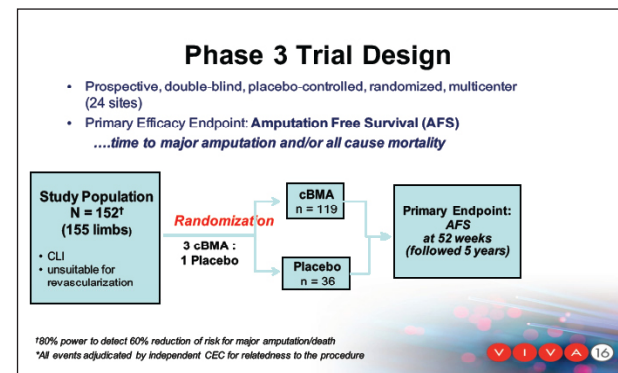 Phase 3 Trial Design
• Prospective, double-blind, placebo-controlled, randomized, multicenter
(24 sites)
• Primary Efficacy Endpoint: Amputation Free Survival (AFS)
....time to major amputation and/or all cause mortality
Study Population
N = 152†
(155 limbs)
• CLI
• unsuitable for
revascularization
Randomization
3 cBMA :
1 Placebo
cBMA
n = 119
Placebo
n = 36
Primary Endpoint:
AFS
at 52 weeks
(followed 5 years)
†80% power to detect 60% reduction of risk for major amputation/death
*All events adjudicated by independent CEC for relatedness to the procedure
VIVA 16